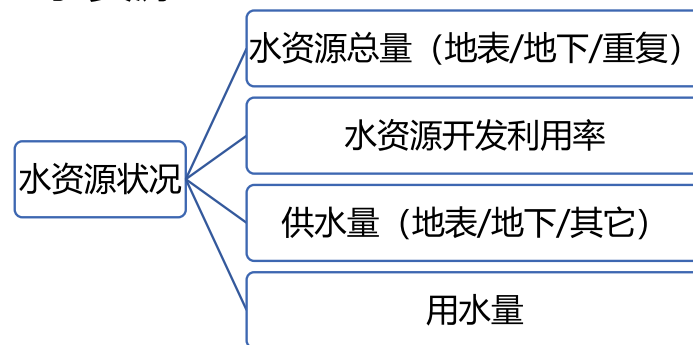 水资源总量（地表/地下/重复）
水资源开发利用率
水资源状况
供水量（地表/地下/其它）
用水量